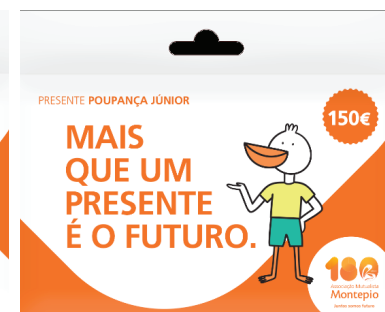 PRESENTE POUPANÇA JÚNIOR
150€
MAIS
QUE UM
PRESENTE
É O FUTURO.
180
Associação Mutualista
Montepio